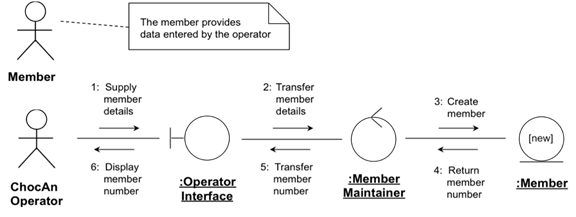 The member provides
data entered by the operator
Member
1: Supply
member
details
2: Transfer
member
details
3: Create
member
[new]
6: Display
member
number
5: Transfer
member
number
4: Return
member
number
ChocAn
Operator
:Operator
Interface
:Member
Maintainer
:Member